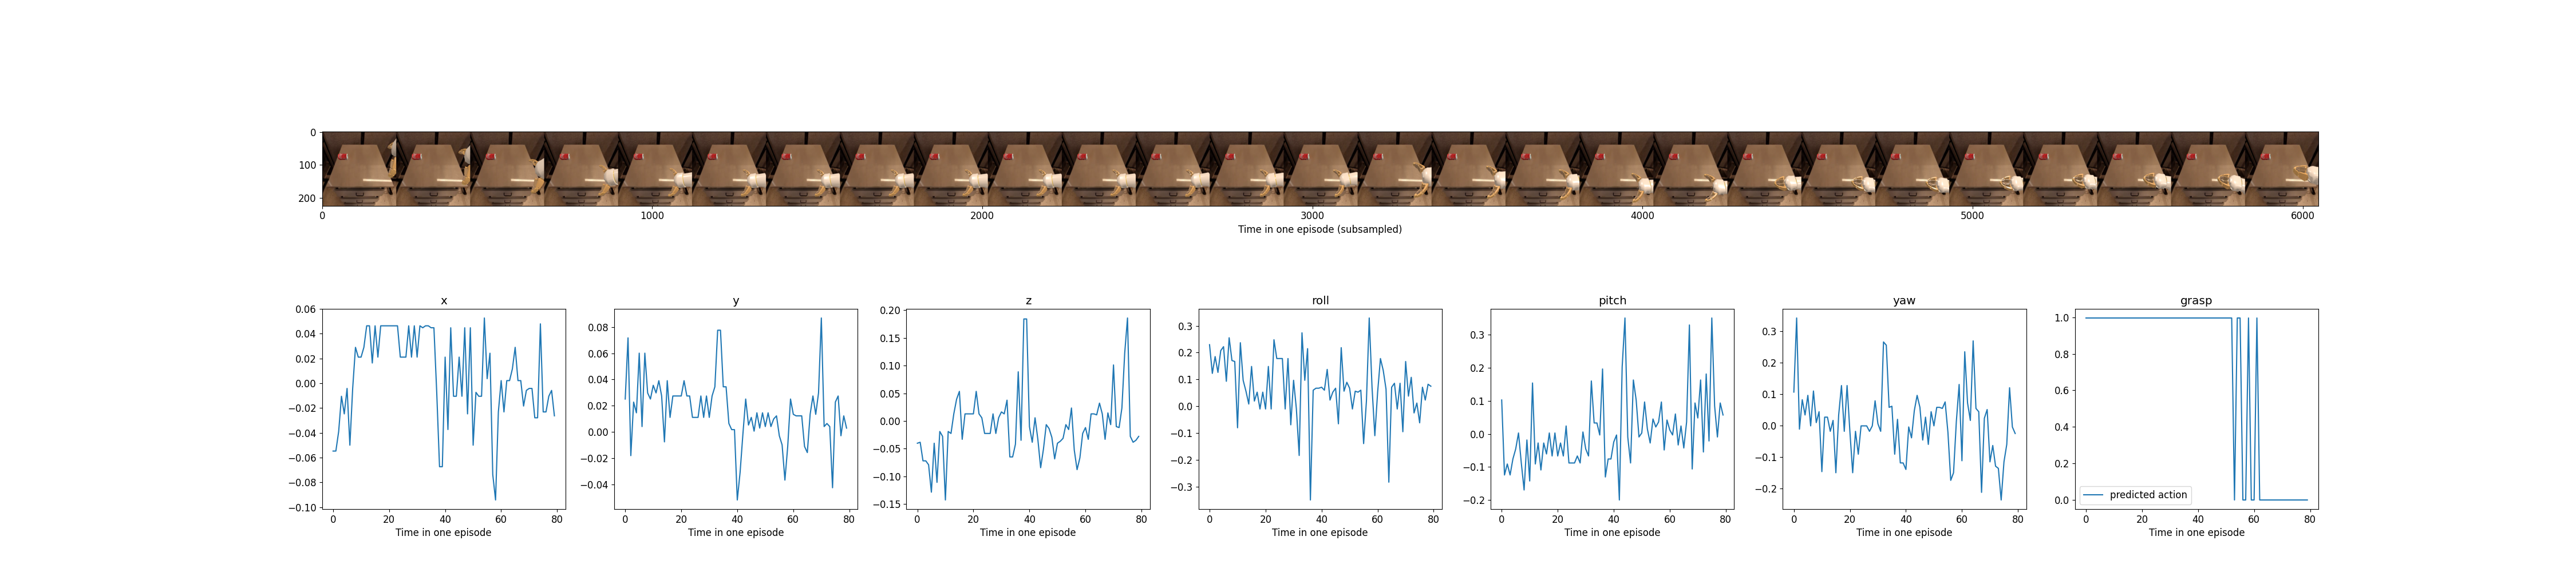 0
100
200
0 1000 2000 3000 4000 5000 6000
Time in one episode (subsampled)
x
0.06
0.04
0.02
0.00
−0.02
−0.04
−0.06
−0.08
−0.10
0 20 40 60 80
Time in one episode
y
0.08
0.06
0.04
0.02
0.00
−0.02
−0.04
0 20 40 60 80
Time in one episode
z
0.20
0.15
0.10
0.05
0.00
−0.05
−0.10
−0.15
0 20 40 60 80
Time in one episode
roll
0.3
0.2
0.1
0.0
−0.1
−0.2
−0.3
0 20 40 60 80
Time in one episode
pitch
0.3
0.2
0.1
0.0
−0.1
−0.2
0 20 40 60 80
Time in one episode
yaw
0.3
0.2
0.1
0.0
−0.1
−0.2
0 20 40 60 80
Time in one episode
grasp
1.0
0.8
0.6
0.4
0.2
0.0
predicted action
0 20 40 60 80
Time in one episode